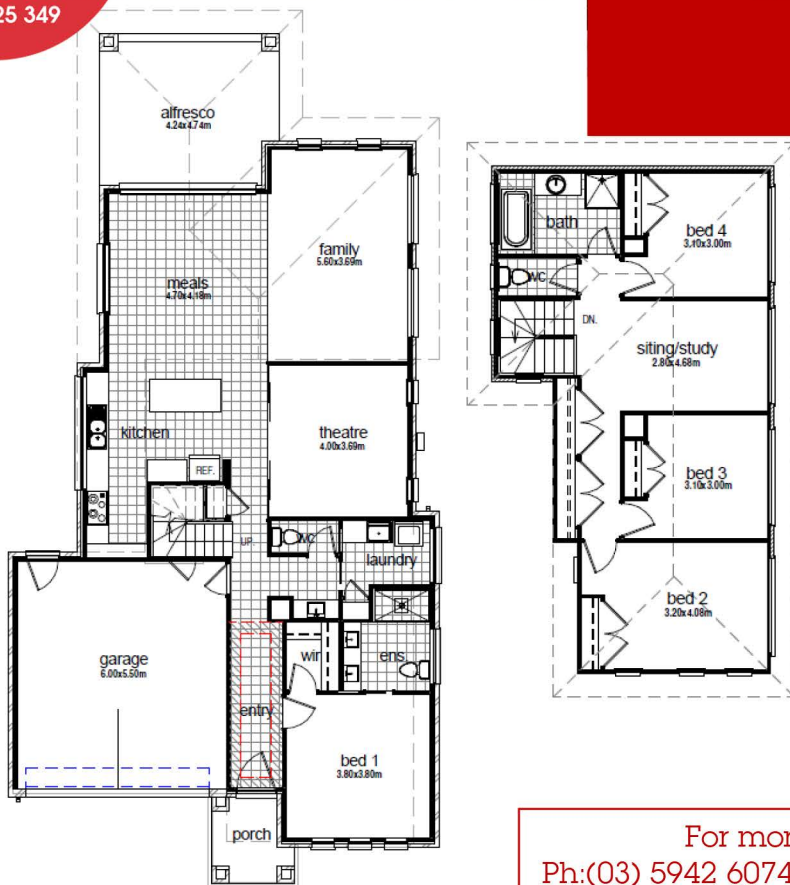 25 349
alfresco
4.24x4.74m
family
5.60x3.69m
meals
4.70x4.18m
kitchen
theatre
4.00x3.69m
REF.
UP.
wc
laundry
garage
6.00x5.50m
wir
ens
entry
bed 1
3.80x3.80m
porch
bath
bed 4
3.10x3.00m
wc
DN.
siting/study
2.80x4.68m
bed 3
3.10x3.00m
bed 2
3.20x4.08m
For mor
Ph:(03) 5942 6074